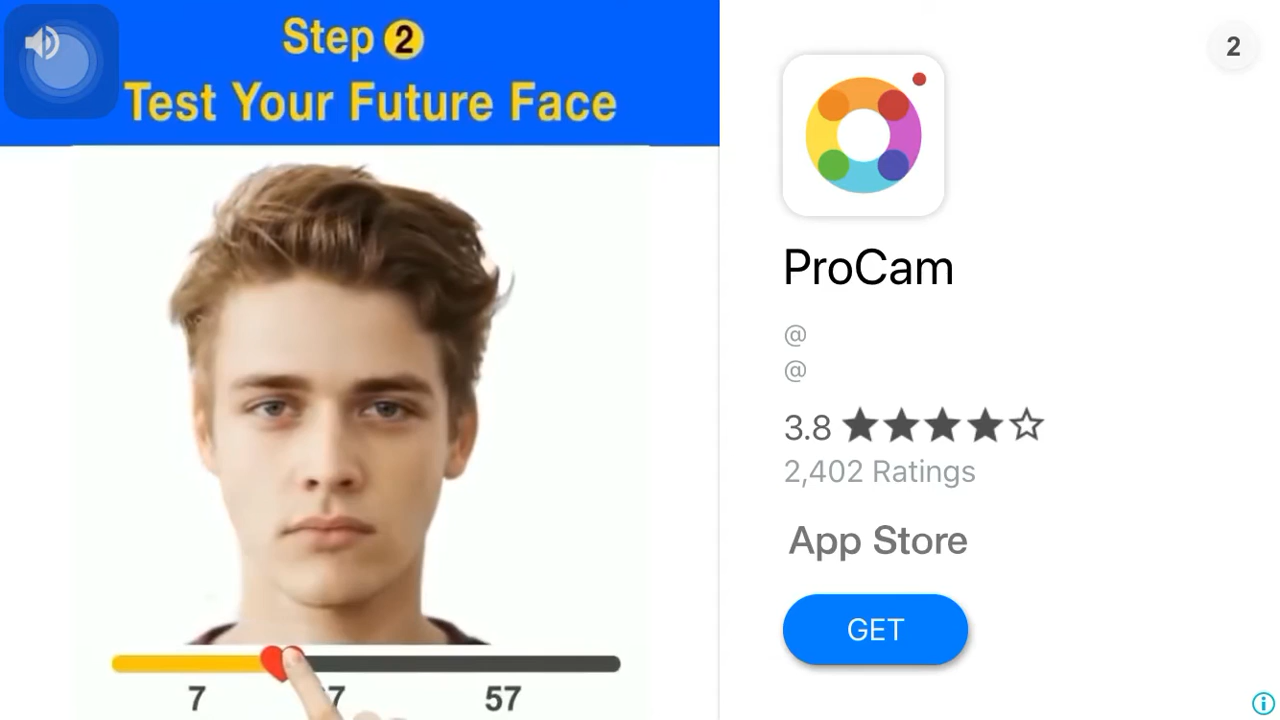 Step 2
Test Your Future Face
7
7
57
2
ProCam
@
@
3.8
2,402 Ratings
App Store
GET